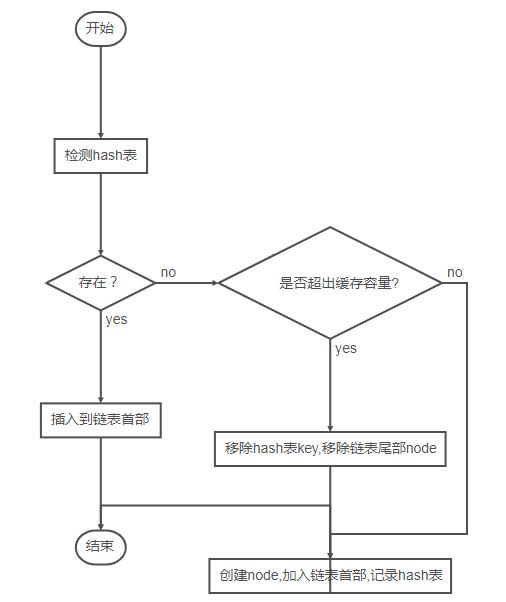 开始
检测hash表
存在？
no
是否超出缓存容量?
no
yes
yes
插入到链表首部
移除hash表key,移除链表尾部node
结束
创建node,加入链表首部,记录hash表